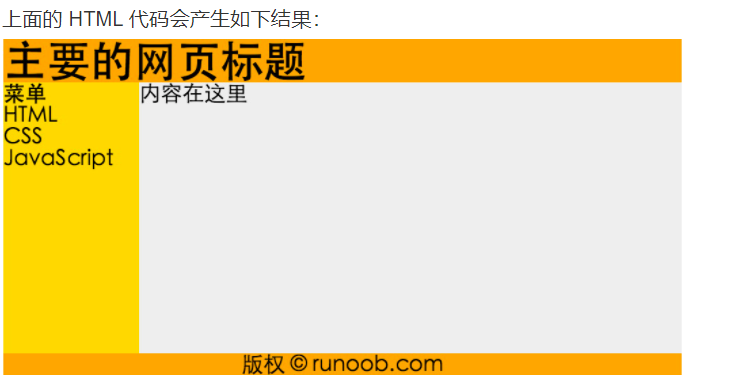 上面的 HTML 代码会产生如下结果：
主要的网页标题
菜单
HTML
CSS
JavaScript
内容在这里
版权 © runoob.com